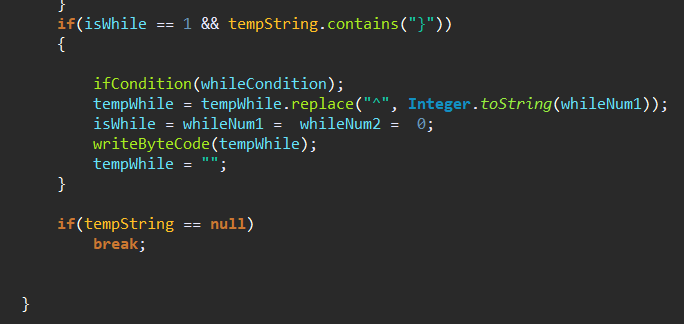 }
if(isWhile == 1 && tempString.contains("}"))
{
ifCondition(whileCondition);
tempWhile = tempWhile.replace("^", Integer.toString(whileNum1));
isWhile = whileNum1 =  whileNum2 =  0;
writeByteCode(tempWhile);
tempWhile = "";
}
if(tempString == null)
break;
}